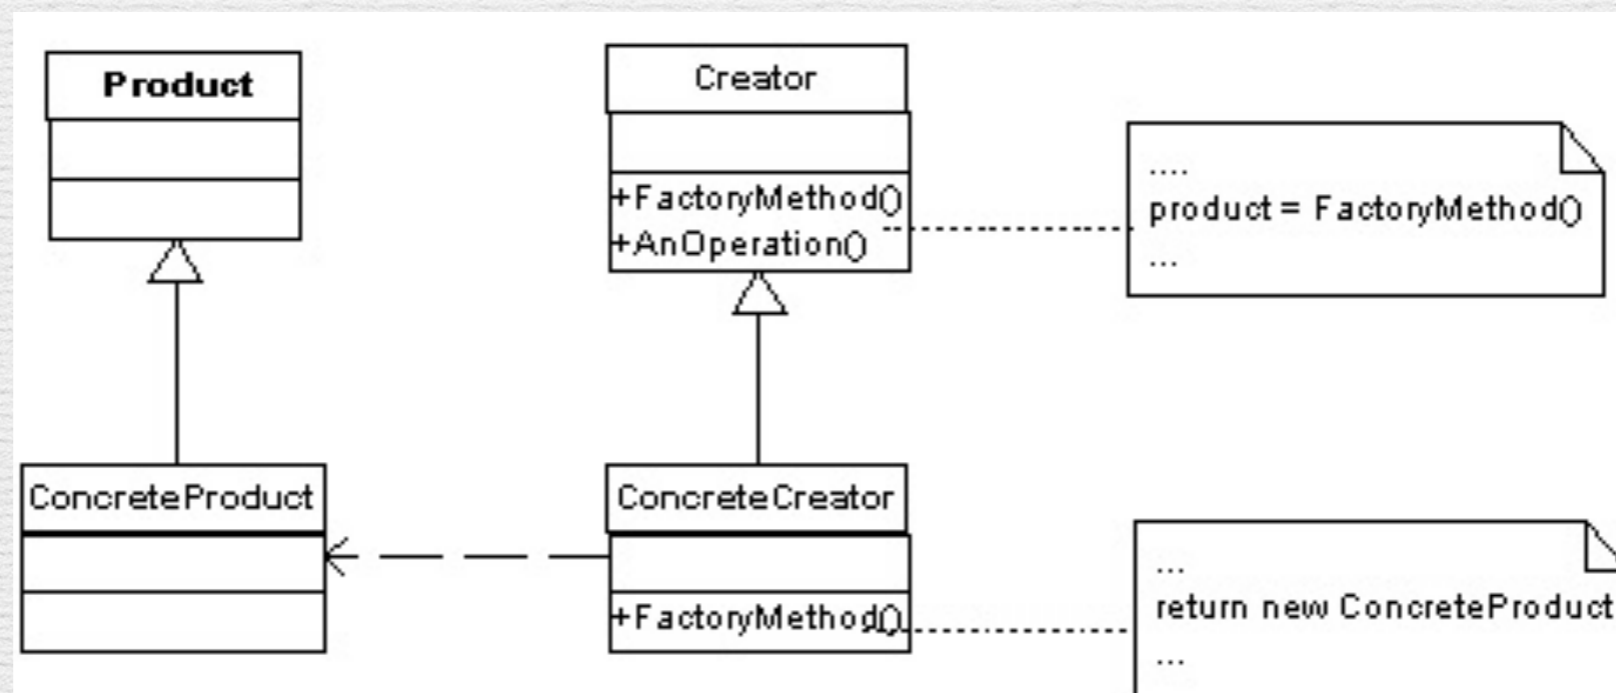 Product
Creator
+FactoryMethod()
+AnOperation()
....
product = FactoryMethod()
...
ConcreteProduct
ConcreteCreator
+FactoryMethod()
...
return new ConcreteProduct
...